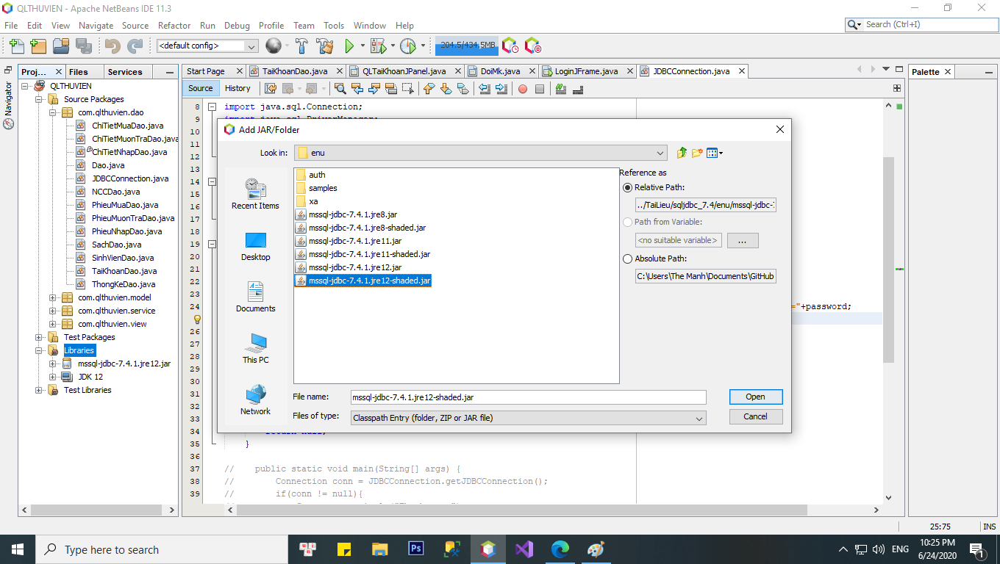 QLTHUVIEN - Apache NetBeans IDE 11.3
File Edit View Navigate Source Refactor Run Debug Profile Team Tools Window Help
Search (Ctrl+I)
<default config>
204.5/434.5MB
Proj... Files Services
Navigator
QLTHUVIEN
Source Packages
com.qlthuvien.dao
ChiTietMuaDao.java
ChiTietMuonTraDao.java
ChiTietNhapDao.java
Dao.java
JDBCConnection.java
NCCDao.java
PhieuMuaDao.java
PhieuMuonTraDao.java
PhieuNhapDao.java
SachDao.java
SinhVienDao.java
TaiKhoanDao.java
ThongKeDao.java
com.qlthuvien.model
com.qlthuvien.service
com.qlthuvien.view
Test Packages
Libraries
mssql-jdbc-7.4.1.jre12.jar
JDK 12
Test Libraries
Start Page TaiKhoanDao.java QLTaiKhoanJPanel.java DoiMk.java LoginJFrame.java JDBCConnection.java
Source History
Palette
8 import java.sql.Connection;
9 import java.sql.DriverManager;
10
11
12
13
14
15
16
17
18
19
20
21
22
23
24 ="+password;
26
27
28
29
30
31
32
33
34 return null;
35 }
36
37 // public static void main(String[] args) {
38 // Connection conn = JDBCConnection.getJDBCConnection();
39 // if(conn != null){
Add JAR/Folder
Look in: enu
Recent Items
Desktop
Documents
This PC
Network
auth
samples
xa
mssql-jdbc-7.4.1.jre8.jar
mssql-jdbc-7.4.1.jre8-shaded.jar
mssql-jdbc-7.4.1.jre11.jar
mssql-jdbc-7.4.1.jre11-shaded.jar
mssql-jdbc-7.4.1.jre12.jar
mssql-jdbc-7.4.1.jre12-shaded.jar
Reference as
Relative Path:
../TaiLieu/sqljdbc_7.4/enu/mssql-jdbc-
Path from Variable:
<no suitable variable> ...
Absolute Path:
C:\Users\The Manh\Documents\GitHub
File name: mssql-jdbc-7.4.1.jre12-shaded.jar
Files of type: Classpath Entry (folder, ZIP or JAR file)
Open
Cancel
25:75 INS
Type here to search
Ps
ENG
10:25 PM
6/24/2020
1